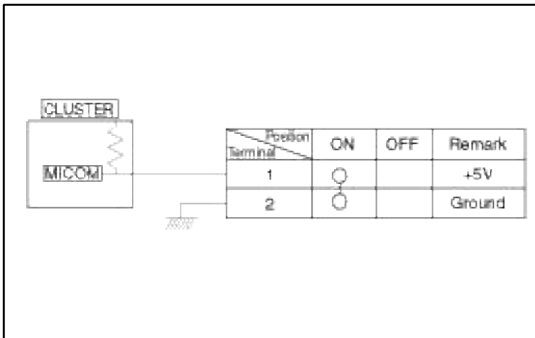 CLUSTER
MICOM
Position
Terminal
ON OFF Remark
1 +5V
2 Ground